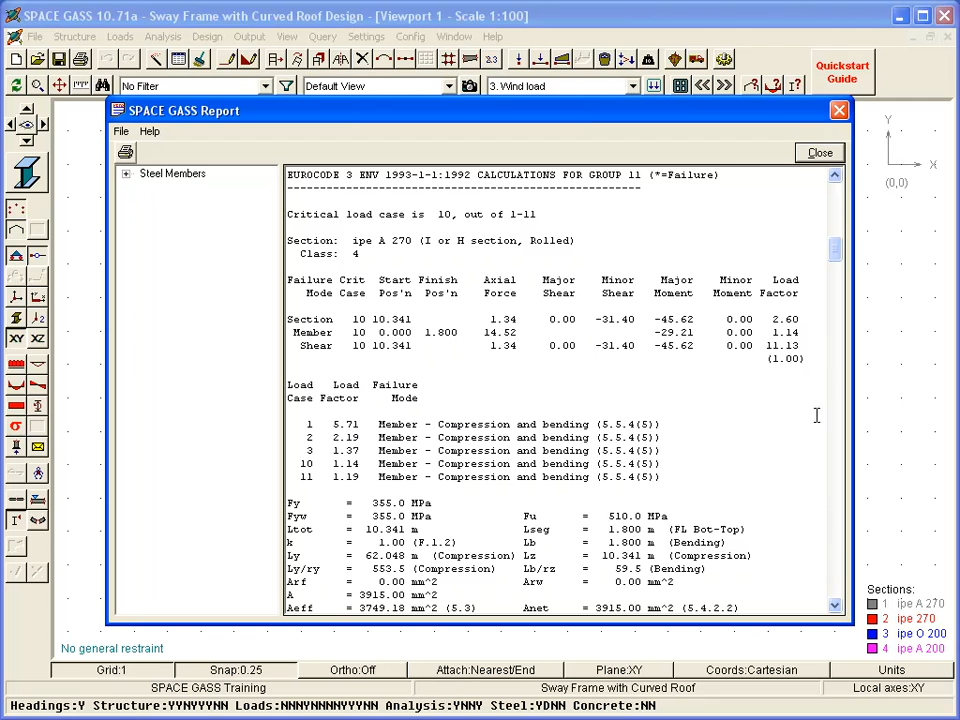 SPACE GASS 10.71a - Sway Frame with Curved Roof Design - [Viewport 1 - Scale 1:100]
File Structure Loads Analysis Design Output View Query Settings Config Window Help
No Filter Default View 3. Wind load
Quickstart
Guide
SPACE GASS Report
File Help
Close
Steel Members
EUROCODE 3 ENV 1993-1-1:1992 CALCULATIONS FOR GROUP 11 (*=Failure)
Critical load case is 10, out of 1-11
Section: ipe A 270 (I or H section, Rolled)
Class: 4
Failure Crit Start Finish Axial Major Minor Major Minor Load
Mode Case Pos'n Pos'n Force Shear Shear Moment Moment Factor
Section 10 10.341 1.34 0.00 -31.40 -45.62 0.00 2.60
Member 10 0.000 1.800 14.52 -29.21 0.00 1.14
Shear 10 10.341 1.34 0.00 -31.40 -45.62 0.00 11.13
(1.00)
Load Load Failure
Case Factor Mode
1 5.71 Member - Compression and bending (5.5.4(5))
2 2.19 Member - Compression and bending (5.5.4(5))
3 1.37 Member - Compression and bending (5.5.4(5))
10 1.14 Member - Compression and bending (5.5.4(5))
11 1.19 Member - Compression and bending (5.5.4(5))
Fy = 355.0 MPa
Fyw = 355.0 MPa Fu = 510.0 MPa
Ltot = 10.341 m Lseg = 1.800 m (FL Bot-Top)
k = 1.00 (F.1.2) Lb = 1.800 m (Bending)
Ly = 62.048 m (Compression) Lz = 10.341 m (Compression)
Ly/ry = 553.5 (Compression) Lb/rz = 59.5 (Bending)
Arf = 0.00 mm^2 Arw = 0.00 mm^2
A = 3915.00 mm^2
Aeff = 3749.18 mm^2 (5.3) Anet = 3915.00 mm^2 (5.4.2.2)
Y
X
(0,0)
Sections:
1 ipe A 270
2 ipe 270
3 ipe O 200
4 ipe A 200
No general restraint
Grid:1 Snap:0.25 Ortho:Off Attach:Nearest/End Plane:XY Coords:Cartesian Units
SPACE GASS Training Sway Frame with Curved Roof Local axes:XY
Headings:Y Structure:YYNYYYNN Loads:NNNYNNNNYYYNN Analysis:YNNY Steel:YDNN Concrete:NN